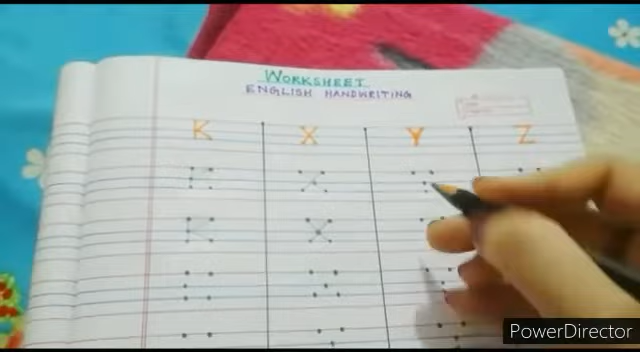 WORKSHEET
ENGLISH HANDWRITING
K X Y Z
K X
K X
PowerDirector